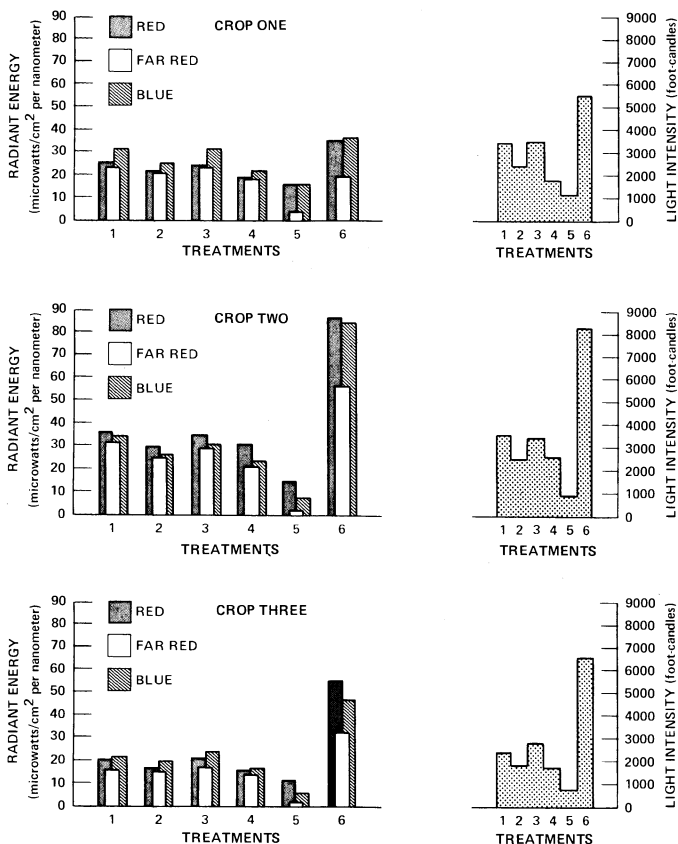 CROP ONE
RED
FAR RED
BLUE
RADIANT ENERGY
(microwatts/cm² per nanometer)
90
80
70
60
50
40
30
20
10
0
1 2 3 4 5 6
TREATMENTS
9000
8000
7000
6000
5000
4000
3000
2000
1000
0
LIGHT INTENSITY (foot-candles)
1 2 3 4 5 6
TREATMENTS
CROP TWO
RED
FAR RED
BLUE
RADIANT ENERGY
(microwatts/cm² per nanometer)
90
80
70
60
50
40
30
20
10
0
1 2 3 4 5 6
TREATMENTS
9000
8000
7000
6000
5000
4000
3000
2000
1000
0
LIGHT INTENSITY (foot-candles)
1 2 3 4 5 6
TREATMENTS
CROP THREE
RED
FAR RED
BLUE
RADIANT ENERGY
(microwatts/cm² per nanometer)
90
80
70
60
50
40
30
20
10
0
1 2 3 4 5 6
TREATMENTS
9000
8000
7000
6000
5000
4000
3000
2000
1000
0
LIGHT INTENSITY (foot-candles)
1 2 3 4 5 6
TREATMENTS